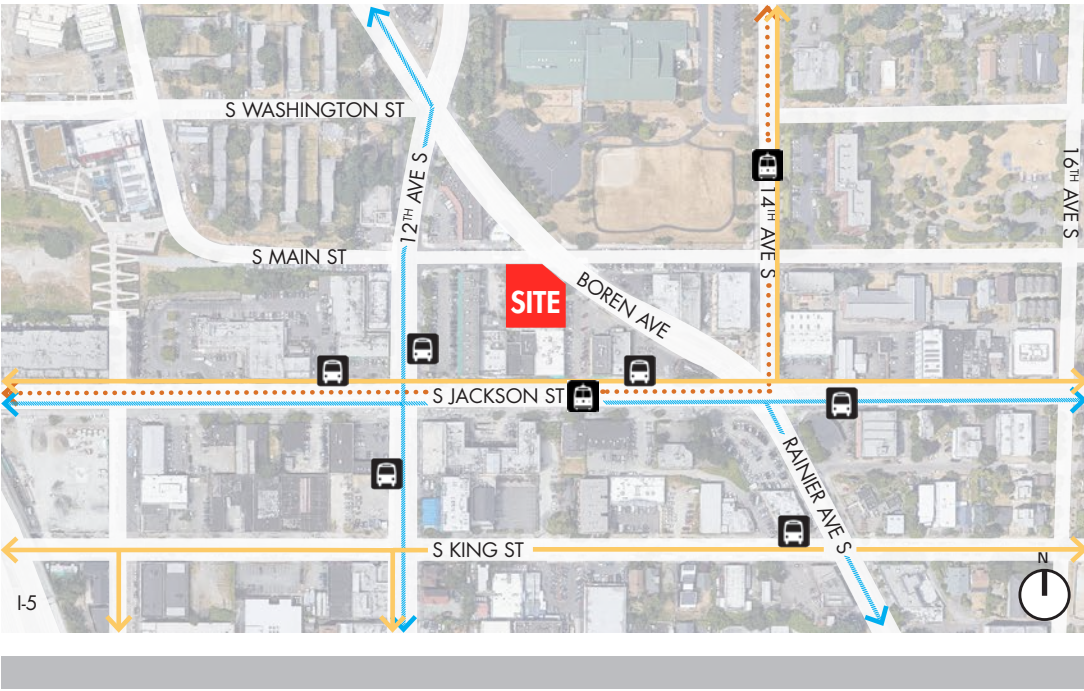 S WASHINGTON ST
12TH AVE S
14TH AVE S
16TH AVE S
S MAIN ST
SITE
BOREN AVE
S JACKSON ST
RAINIER AVE S
S KING ST
N
I-5